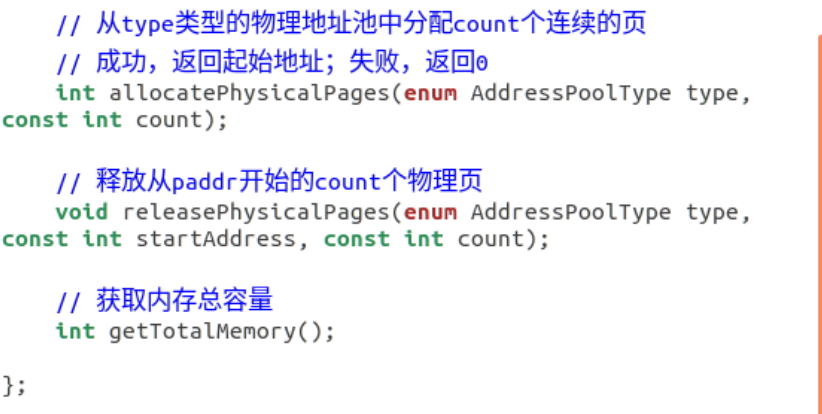 // 从type类型的物理地址池中分配count个连续的页
// 成功，返回起始地址；失败，返回0
int allocatePhysicalPages(enum AddressPoolType type,
const int count);
// 释放从paddr开始的count个物理页
void releasePhysicalPages(enum AddressPoolType type,
const int startAddress, const int count);
// 获取内存总容量
int getTotalMemory();
};